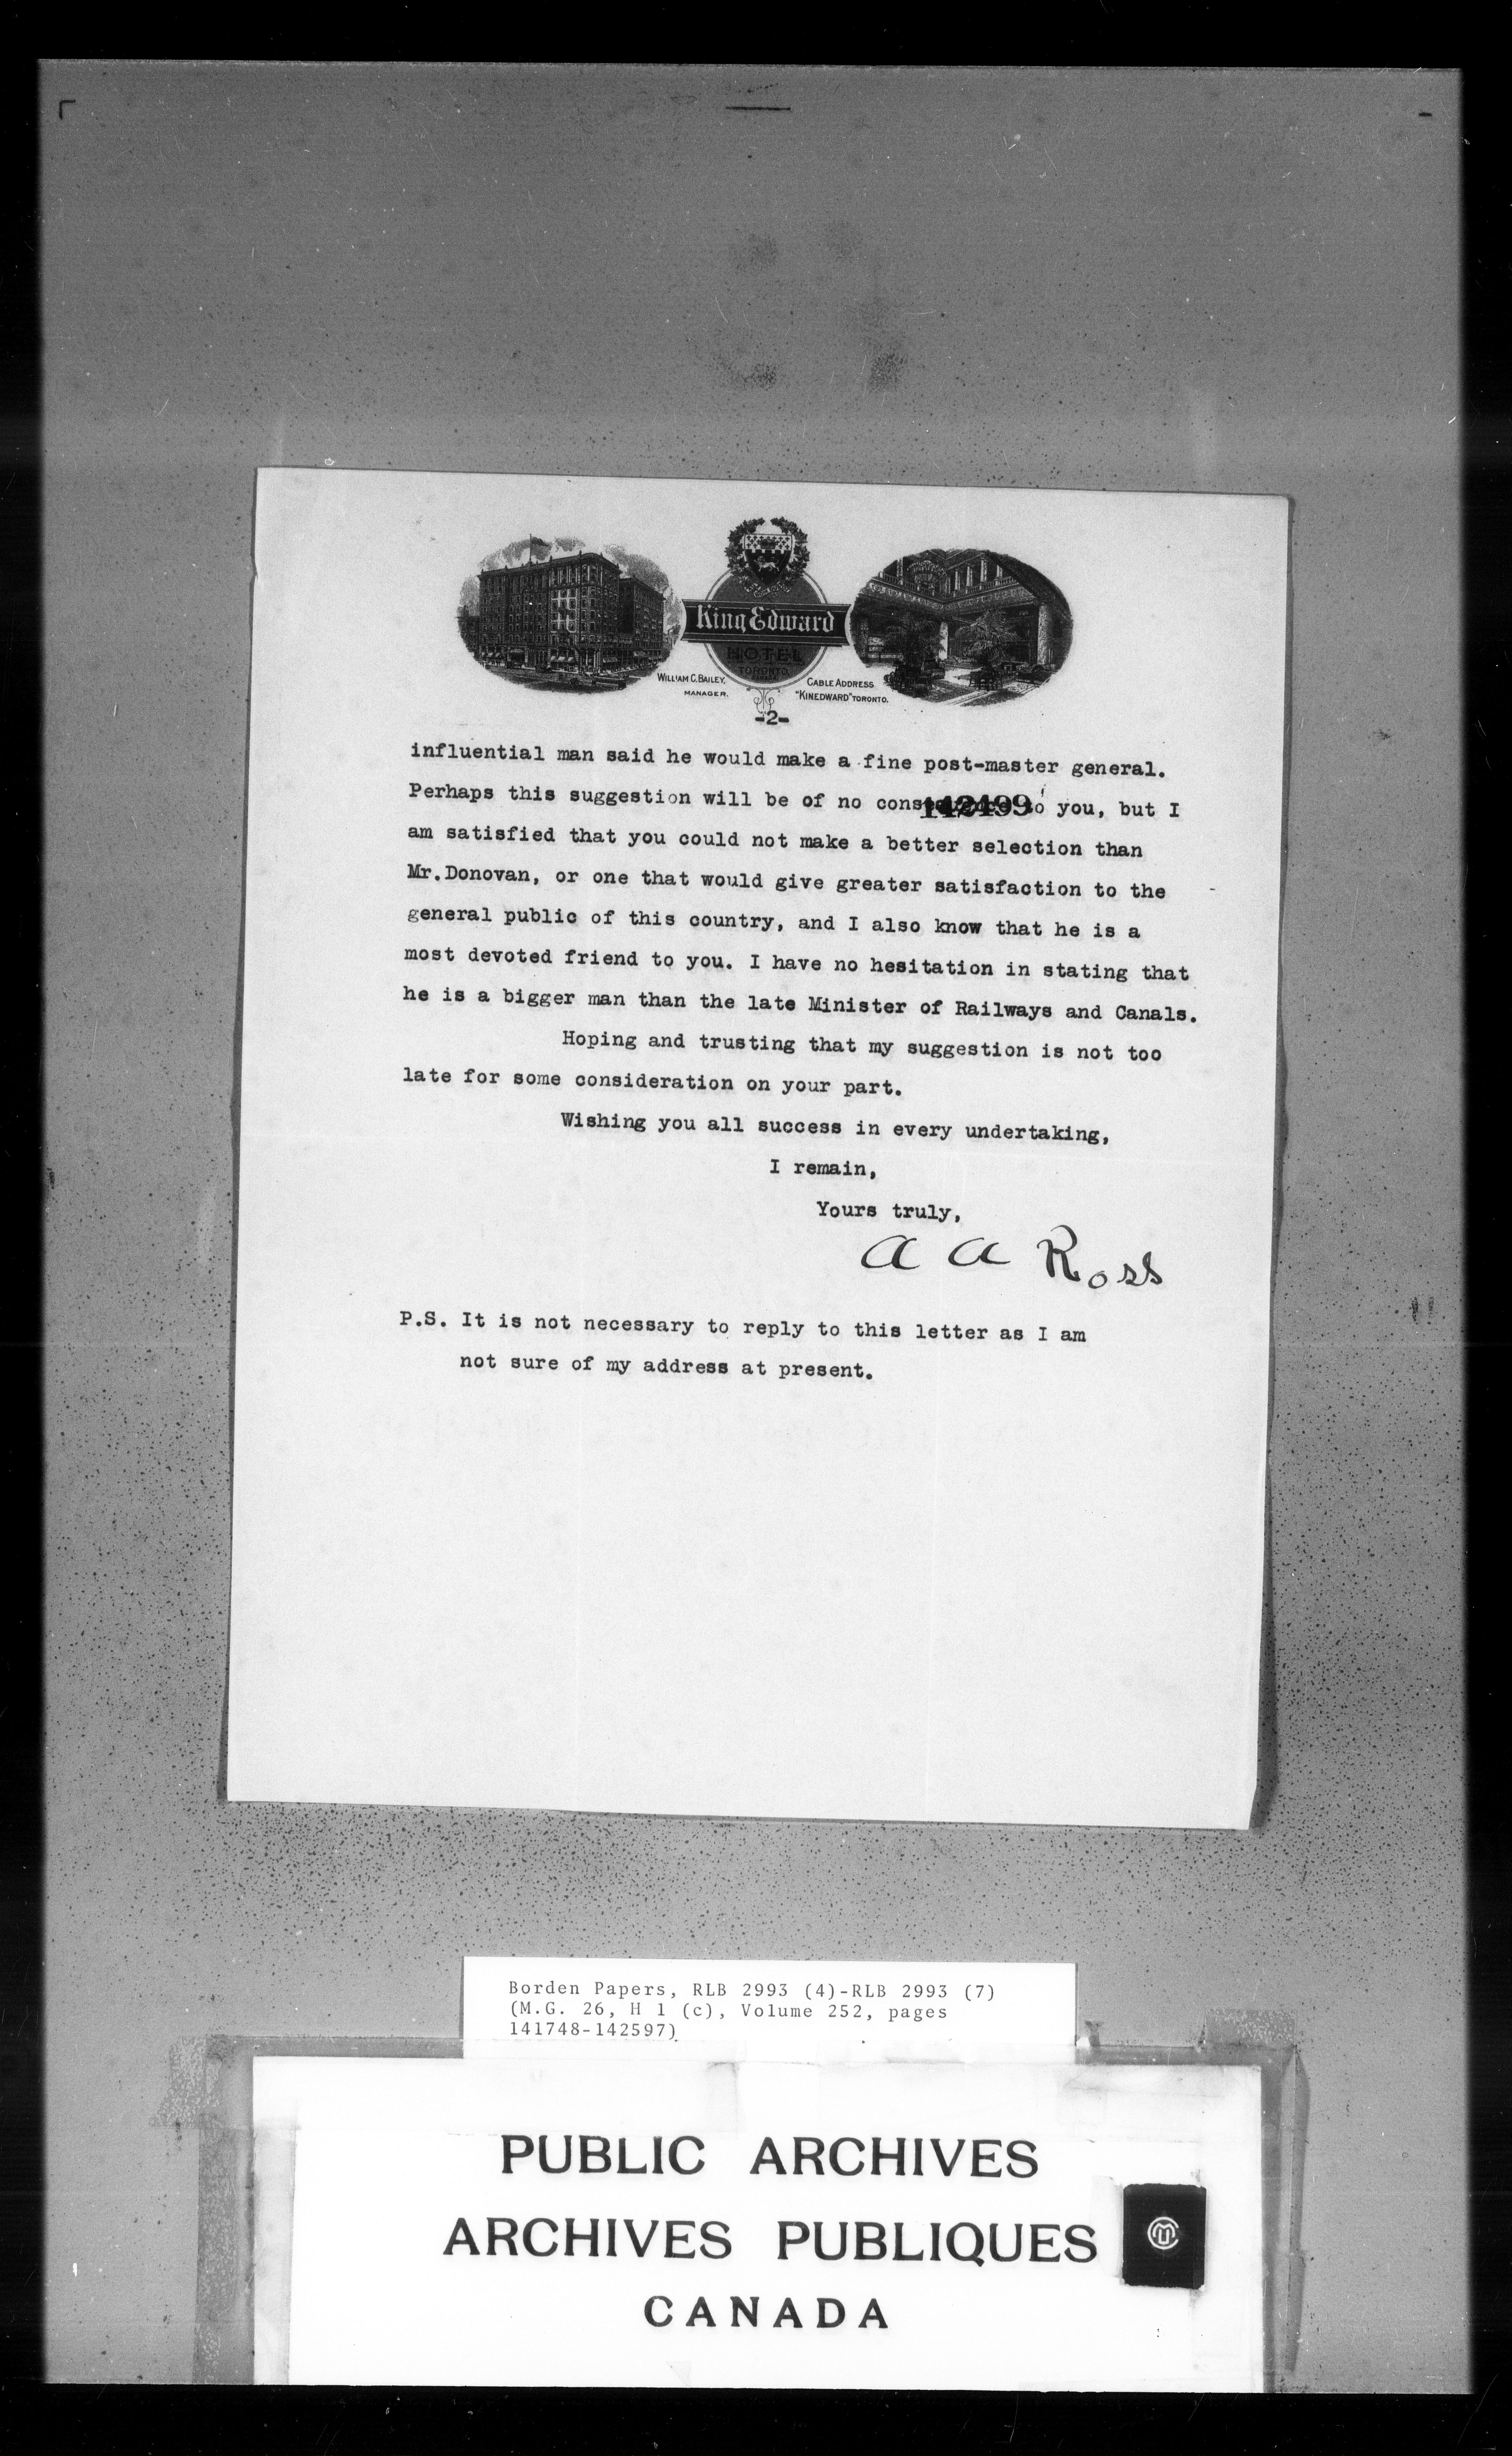 King Edward
HOTEL
TORONTO.
WILLIAM C. BAILEY,
MANAGER.
CABLE ADDRESS
"KINEDWARD" TORONTO.
-2-
influential man said he would make a fine post-master general.
Perhaps this suggestion will be of no consequence to you, but I
142499
am satisfied that you could not make a better selection than
Mr.Donovan, or one that would give greater satisfaction to the
general public of this country, and I also know that he is a
most devoted friend to you. I have no hesitation in stating that
he is a bigger man than the late Minister of Railways and Canals.
Hoping and trusting that my suggestion is not too
late for some consideration on your part.
Wishing you all success in every undertaking,
I remain,
Yours truly,
A A Ross
P.S. It is not necessary to reply to this letter as I am
not sure of my address at present.
Borden Papers, RLB 2993 (4)-RLB 2993 (7)
(M.G. 26, H 1 (c), Volume 252, pages
141748-142597)
PUBLIC ARCHIVES
ARCHIVES PUBLIQUES
CANADA